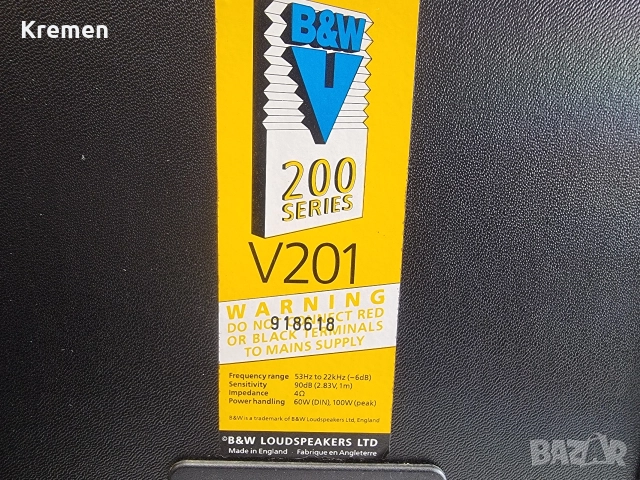 Kremen
B&W
200
SERIES
V201
WARNING
DO NOT CONNECT RED
918618
OR BLACK TERMINALS
TO MAINS SUPPLY
Frequency range 53Hz to 22kHz (-6dB)
Sensitivity 90dB (2.83V, 1m)
Impedance 4Ω
Power handling 60W (DIN), 100W (peak)
B&W is a trademark of B&W Loudspeakers Ltd, England
©B&W LOUDSPEAKERS LTD
Made in England Fabrique en Angleterre
BAZAR